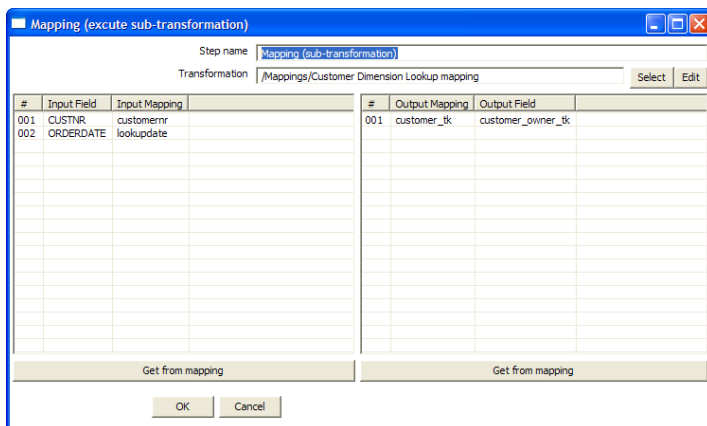 Mapping (excute sub-transformation)
Step name Mapping (sub-transformation)
Transformation /Mappings/Customer Dimension Lookup mapping Select Edit
# Input Field Input Mapping # Output Mapping Output Field
001 CUSTNR customernr 001 customer_tk customer_owner_tk
002 ORDERDATE lookupdate
Get from mapping Get from mapping
OK Cancel